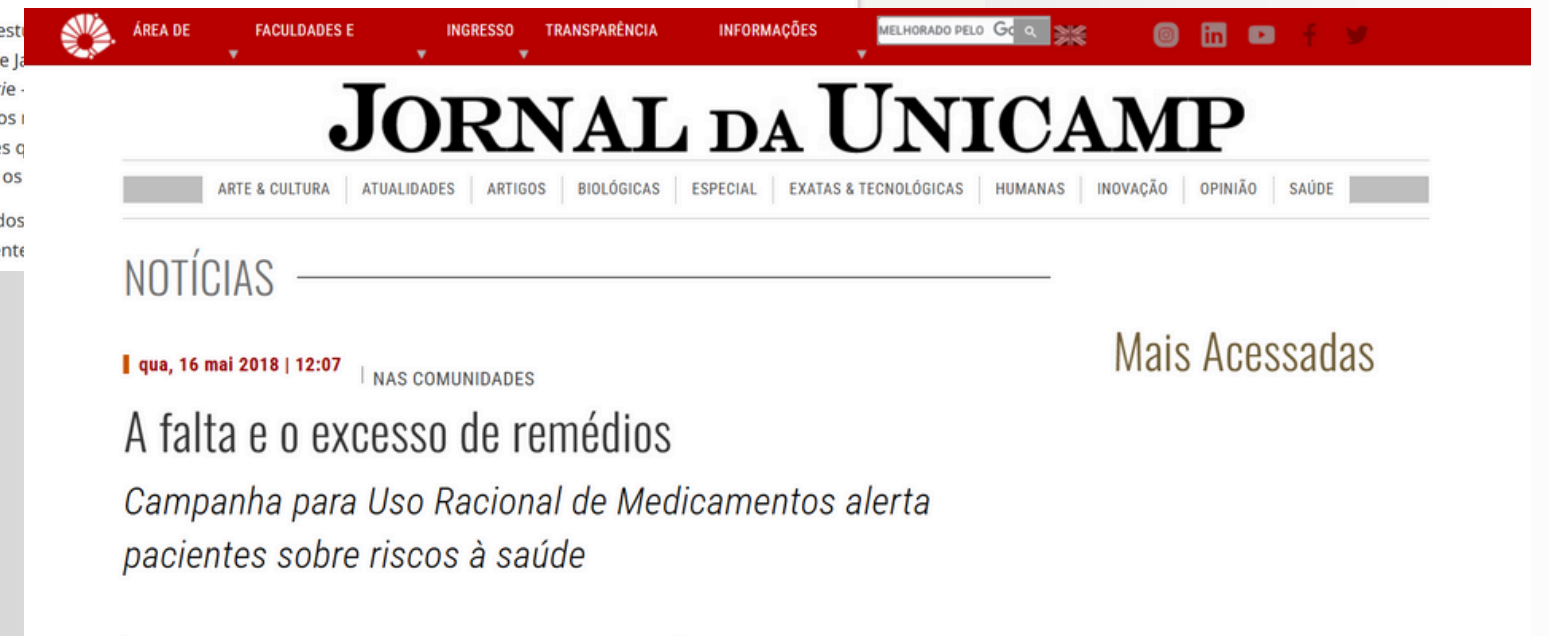 ÁREA DE FACULDADES E INGRESSO TRANSPARÊNCIA INFORMAÇÕES MELHORADO PELO
JORNAL DA UNICAMP
ARTE & CULTURA ATUALIDADES ARTIGOS BIOLÓGICAS ESPECIAL EXATAS & TECNOLÓGICAS HUMANAS INOVAÇÃO OPINIÃO SAÚDE
NOTÍCIAS
Mais Acessadas
qua, 16 mai 2018 | 12:07 | NAS COMUNIDADES
A falta e o excesso de remédios
Campanha para Uso Racional de Medicamentos alerta
pacientes sobre riscos à saúde